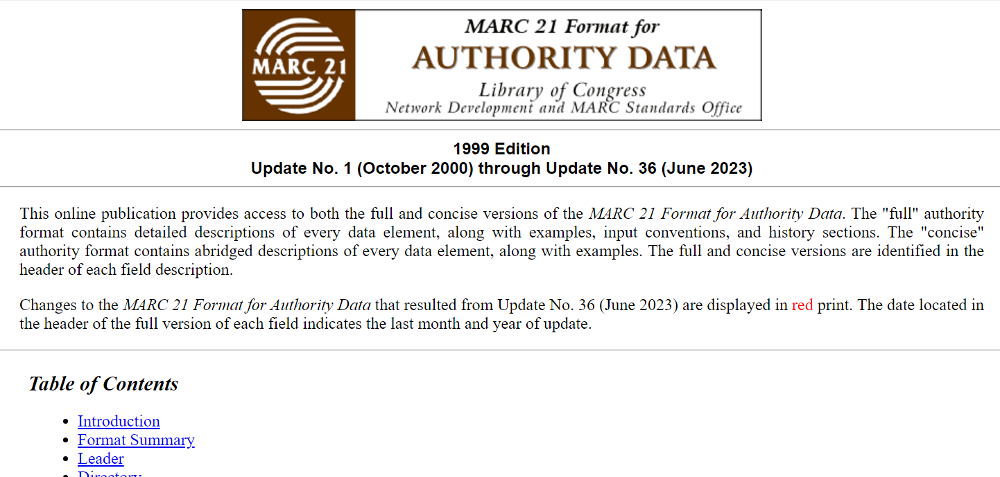 MARC 21
MARC 21 Format for
AUTHORITY DATA
Library of Congress
Network Development and MARC Standards Office
1999 Edition
Update No. 1 (October 2000) through Update No. 36 (June 2023)
This online publication provides access to both the full and concise versions of the MARC 21 Format for Authority Data. The "full" authority
format contains detailed descriptions of every data element, along with examples, input conventions, and history sections. The "concise"
authority format contains abridged descriptions of every data element, along with examples. The full and concise versions are identified in the
header of each field description.
Changes to the MARC 21 Format for Authority Data that resulted from Update No. 36 (June 2023) are displayed in red print. The date located in
the header of the full version of each field indicates the last month and year of update.
Table of Contents
• Introduction
• Format Summary
• Leader
• Directory